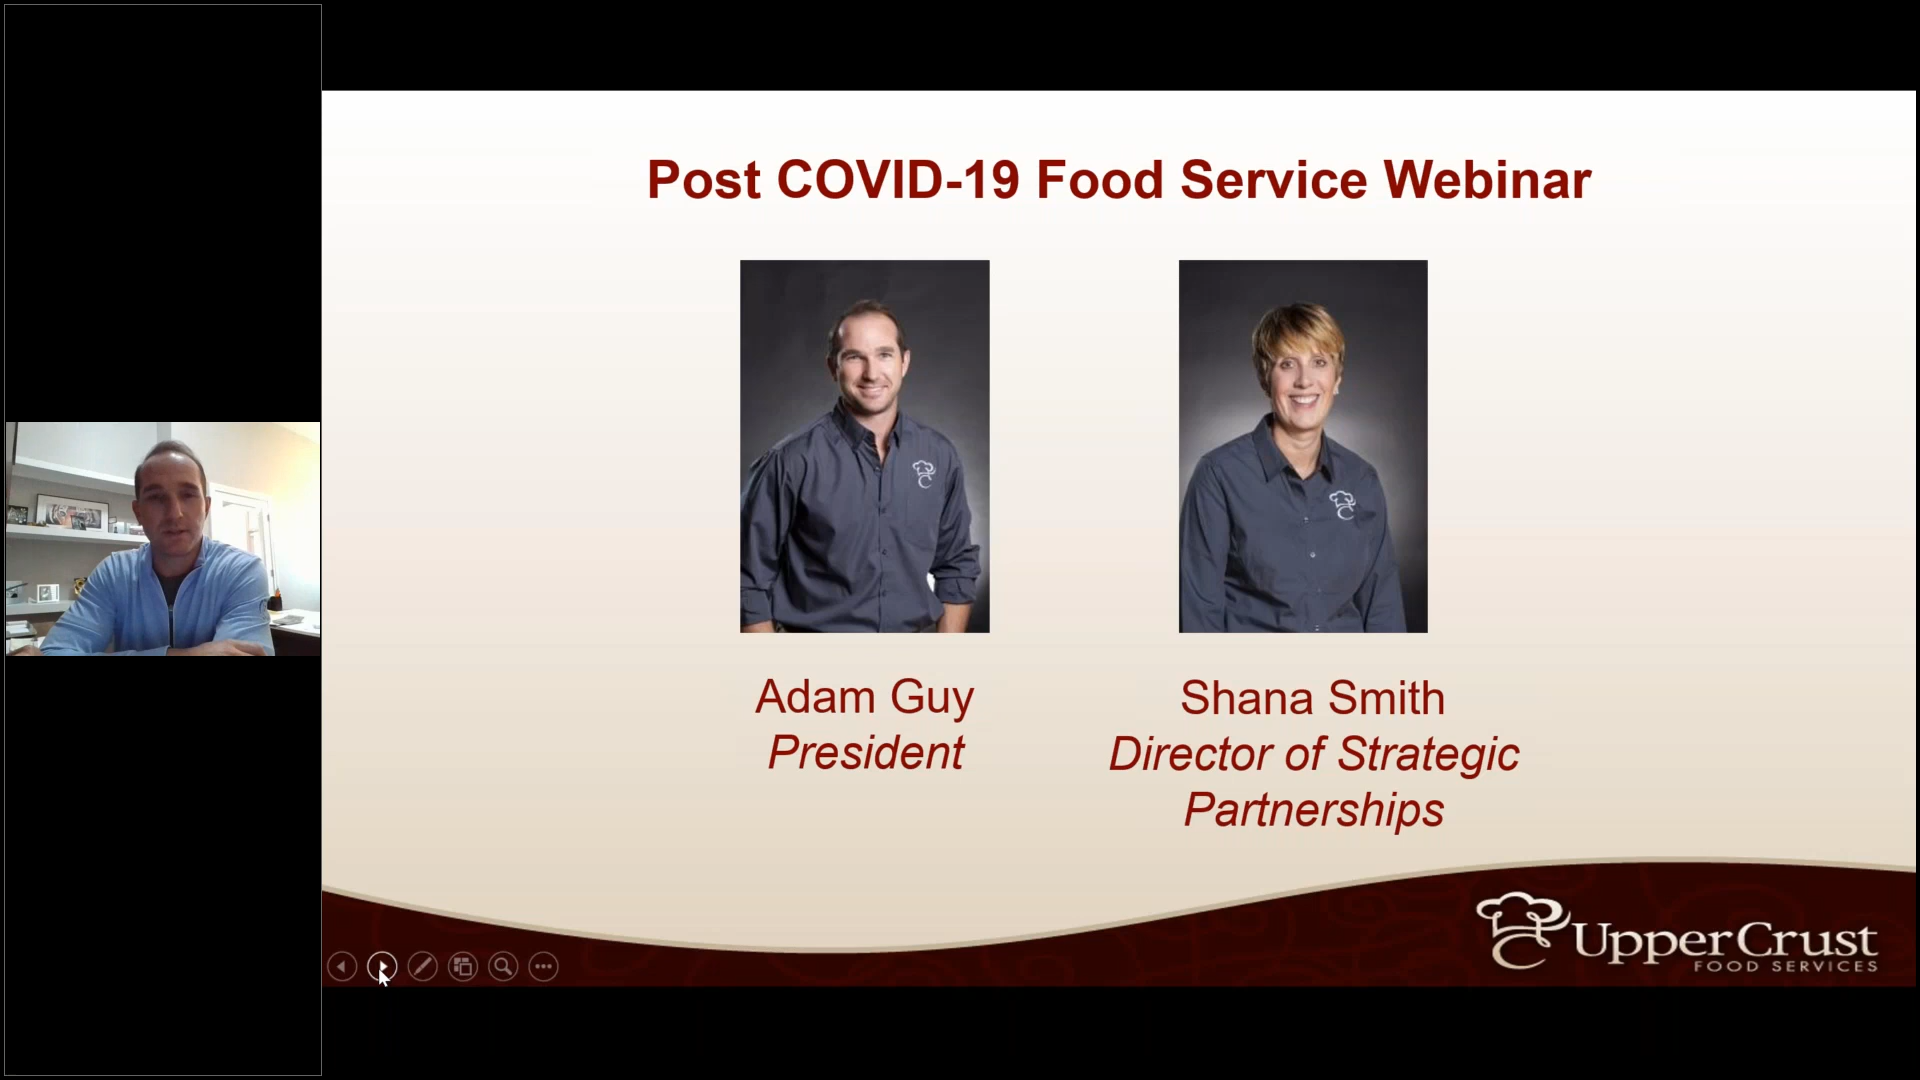 Post COVID-19 Food Service Webinar
Adam Guy
President
Shana Smith
Director of Strategic
Partnerships
UpperCrust
FOOD SERVICES